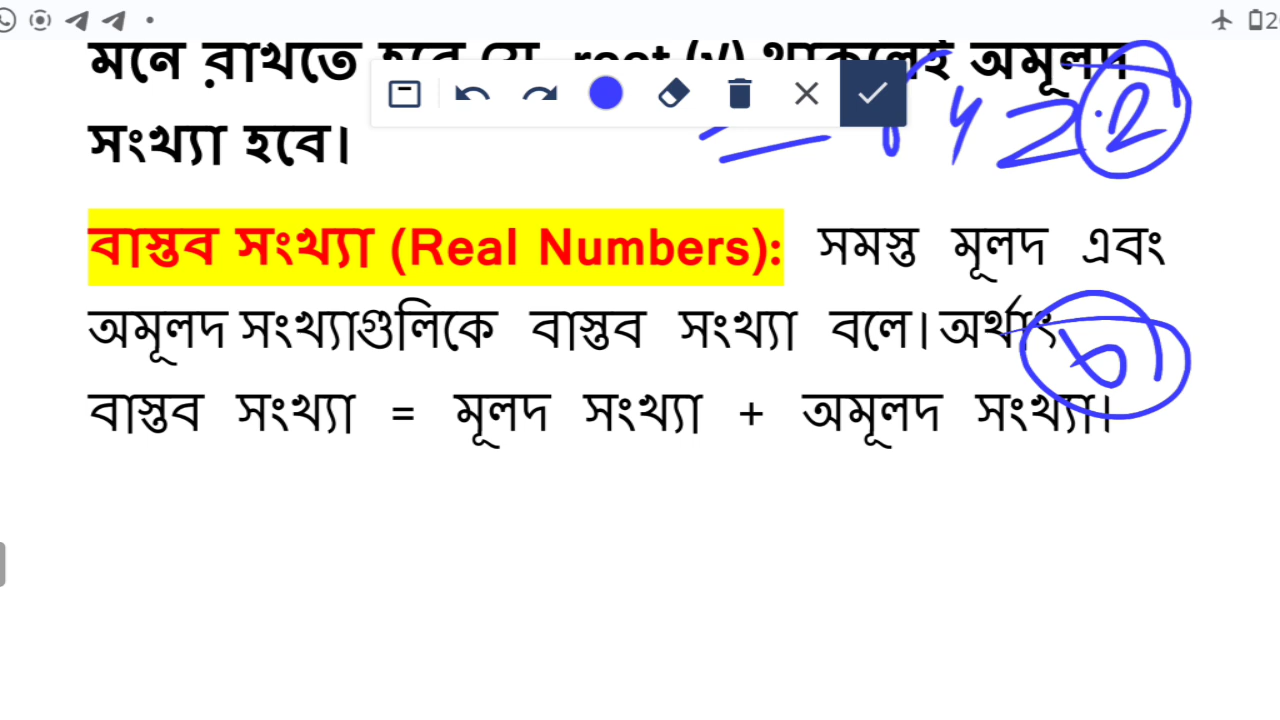 মনে রাখতে হবে যে root (√) থাকলেই অমূলদ
সংখ্যা হবে।
বাস্তব সংখ্যা (Real Numbers): সমস্ত মূলদ এবং
অমূলদ সংখ্যাগুলিকে বাস্তব সংখ্যা বলে। অর্থাৎ
বাস্তব সংখ্যা = মূলদ সংখ্যা + অমূলদ সংখ্যা।